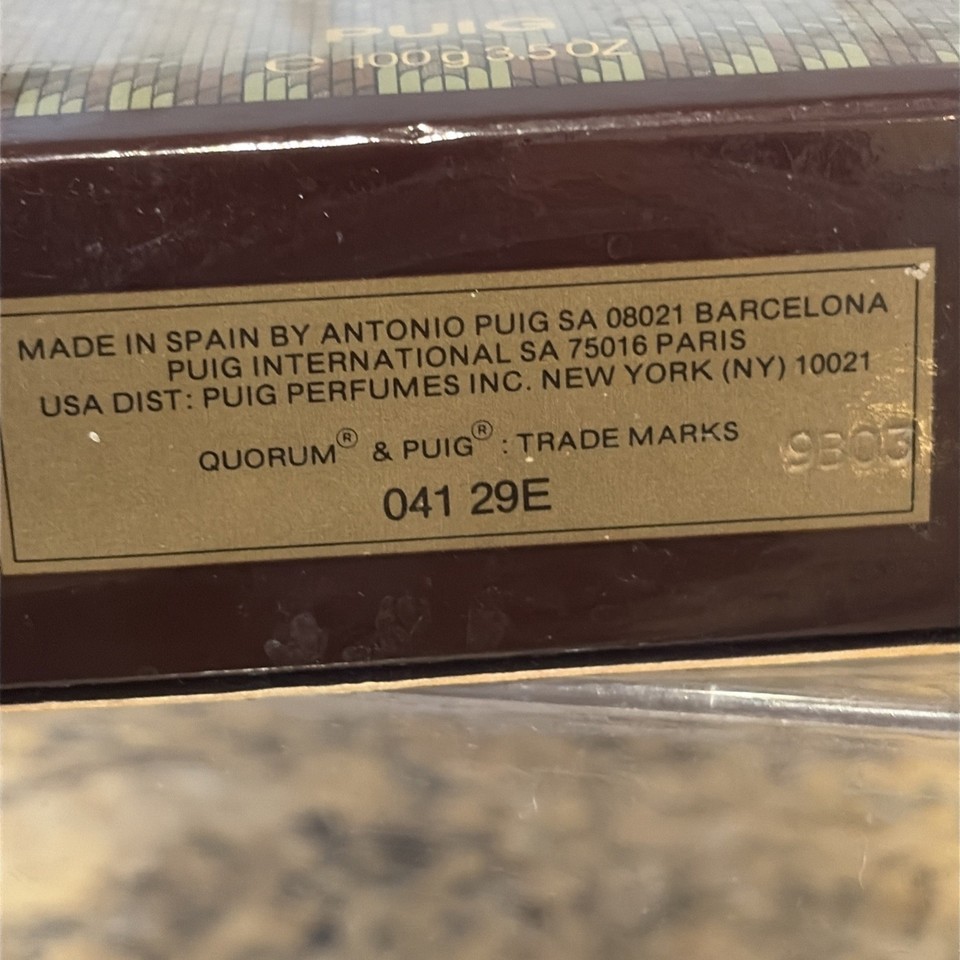 PUIG
℮ 100 g 3.5 OZ
MADE IN SPAIN BY ANTONIO PUIG SA 08021 BARCELONA
PUIG INTERNATIONAL SA 75016 PARIS
USA DIST: PUIG PERFUMES INC. NEW YORK (NY) 10021
QUORUM® & PUIG® : TRADE MARKS
9B03
041 29E